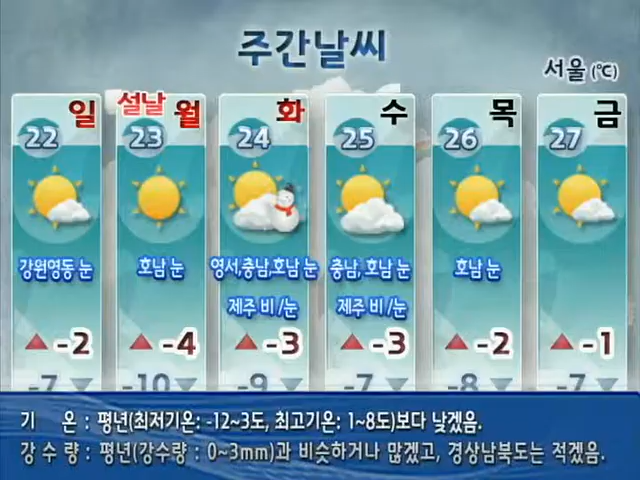 주간날씨
서울 (℃)
일 설날 월 화 수 목 금
22 23 24 25 26 27
강원영동 눈 호남 눈 영서,충남,호남 눈 충남, 호남 눈 호남 눈
제주 비/눈 제주 비/눈
▲ -2 ▲ -4 ▲ -3 ▲ -3 ▲ -2 ▲ -1
-7 ▼ -10 ▼ -9 ▼ -7 ▼ -8 ▼ -7 ▼
기 온 : 평년(최저기온: -12~3도, 최고기온: 1~8도)보다 낮겠음.
강 수 량 : 평년(강수량 : 0~3mm)과 비슷하거나 많겠고, 경상남북도는 적겠음.